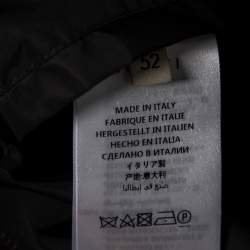 52 I
MADE IN ITALY
FABRIQUE EN ITALIE
HERGESTELLT IN ITALIEN
HECHO EN ITALIA
СДЕЛАНО В ИТАЛИИ
イタリア製
产地:意大利
صنع في إيطاليا